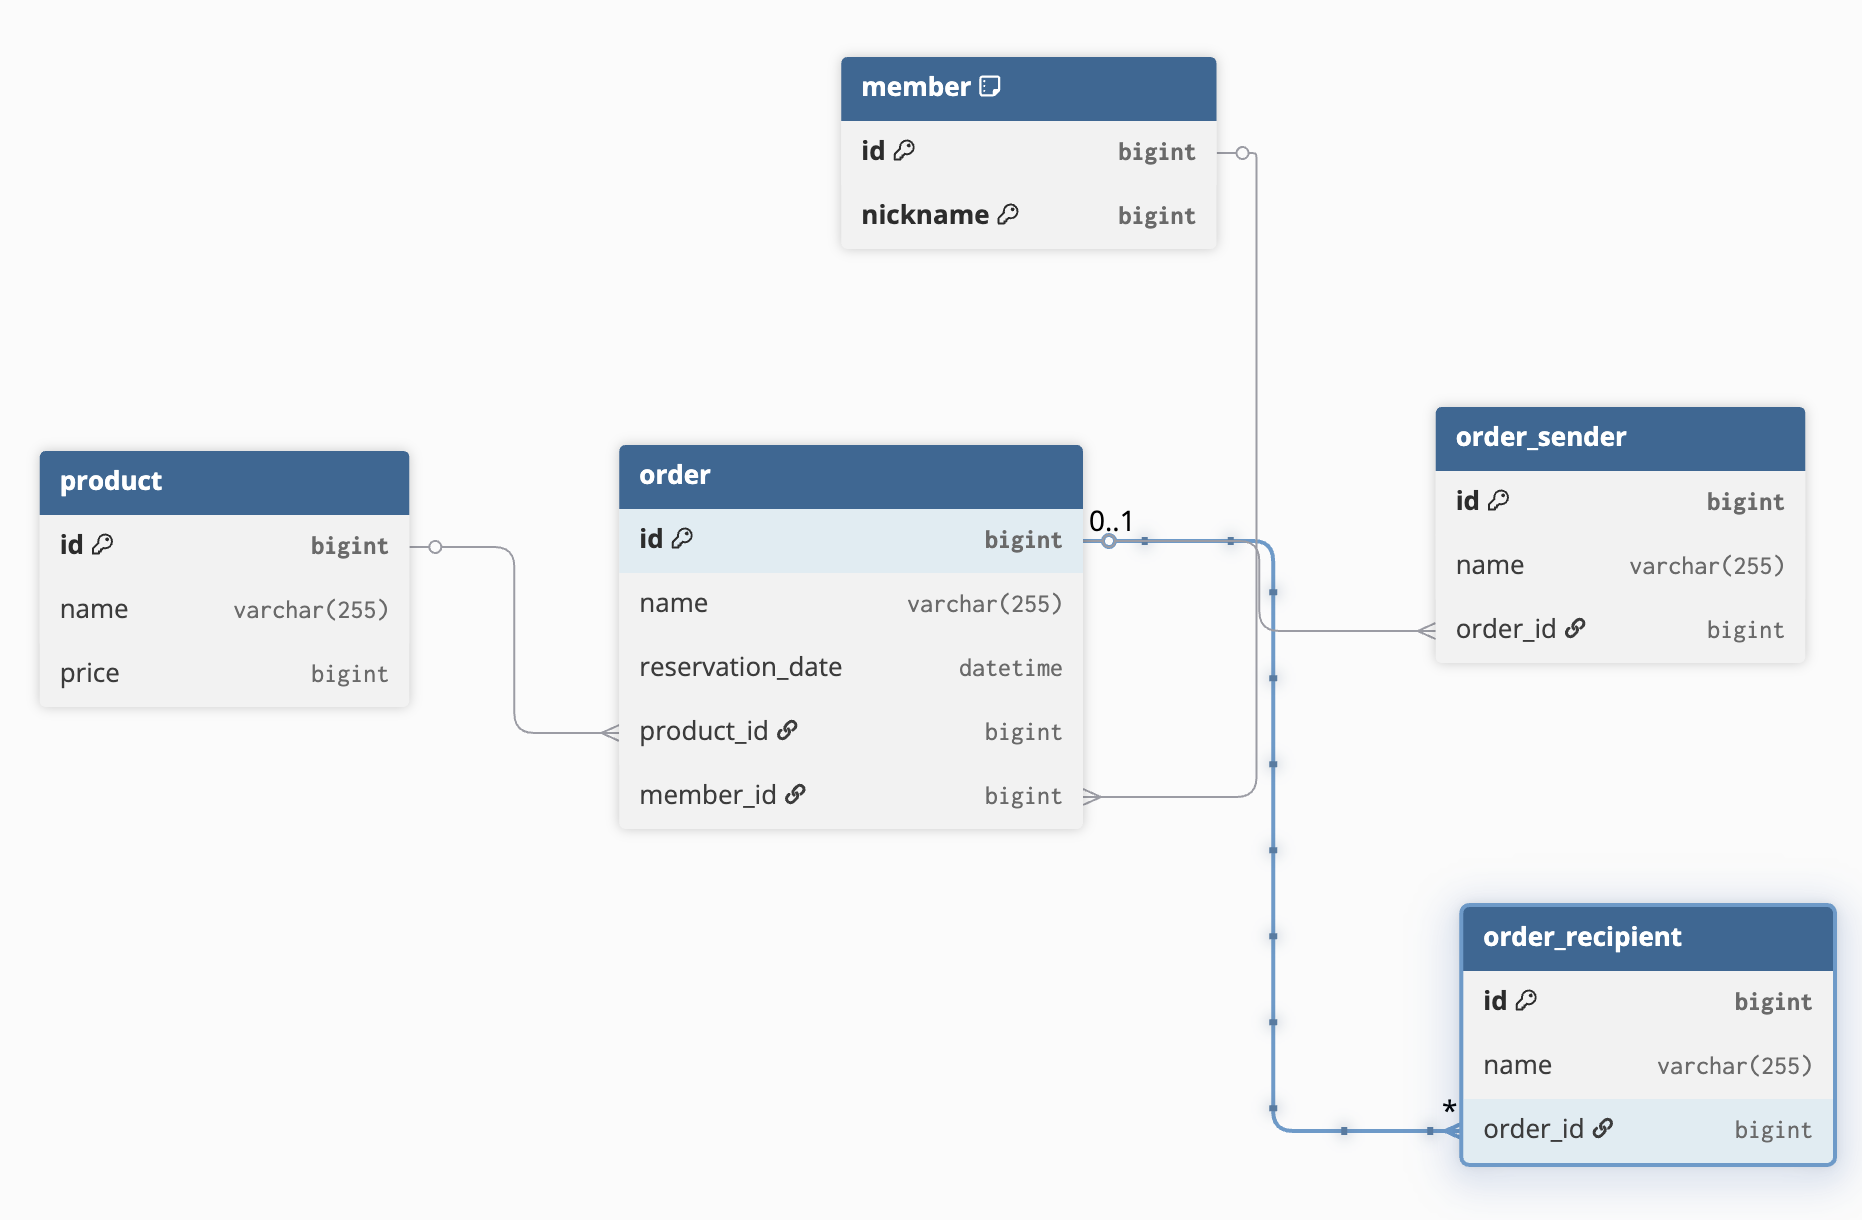 member
id bigint
nickname bigint
product
id bigint
name varchar(255)
price bigint
order
id bigint
name varchar(255)
reservation_date datetime
product_id bigint
member_id bigint
0..1
order_sender
id bigint
name varchar(255)
order_id bigint
order_recipient
id bigint
name varchar(255)
*
order_id bigint